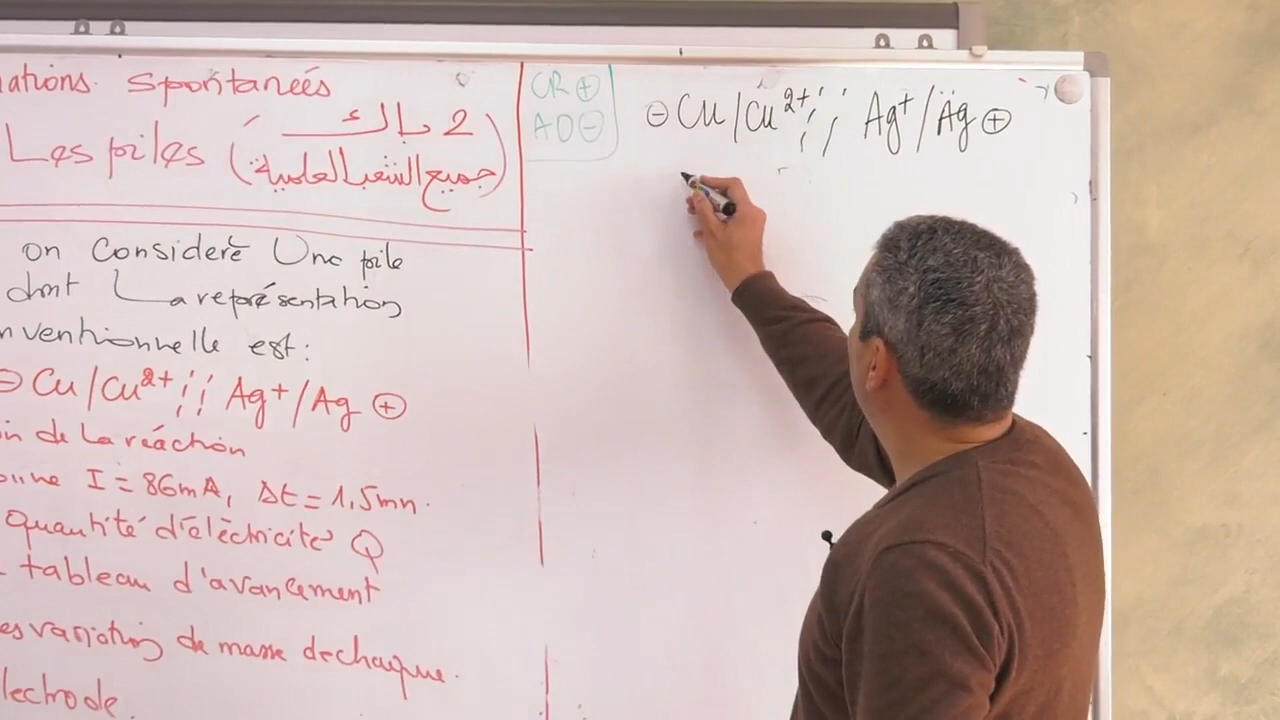 ations. spontanées
2 باك
Les piles
(جميع الشعب العلمية)
on Considère Une pile
dont La représentation
nventionnelle est:
⊖ Cu/Cu²⁺ ¦¦ Ag⁺/Ag ⊕
n de La réaction
nne I = 86mA, Δt = 1,5mn.
Quantité d'électricité Q
tableau d'avancement
es variations de masse de chaque
lectrode.
CR ⊕
AO ⊖
⊖ Cu/Cu²⁺ ¦¦ Ag⁺/Ag ⊕